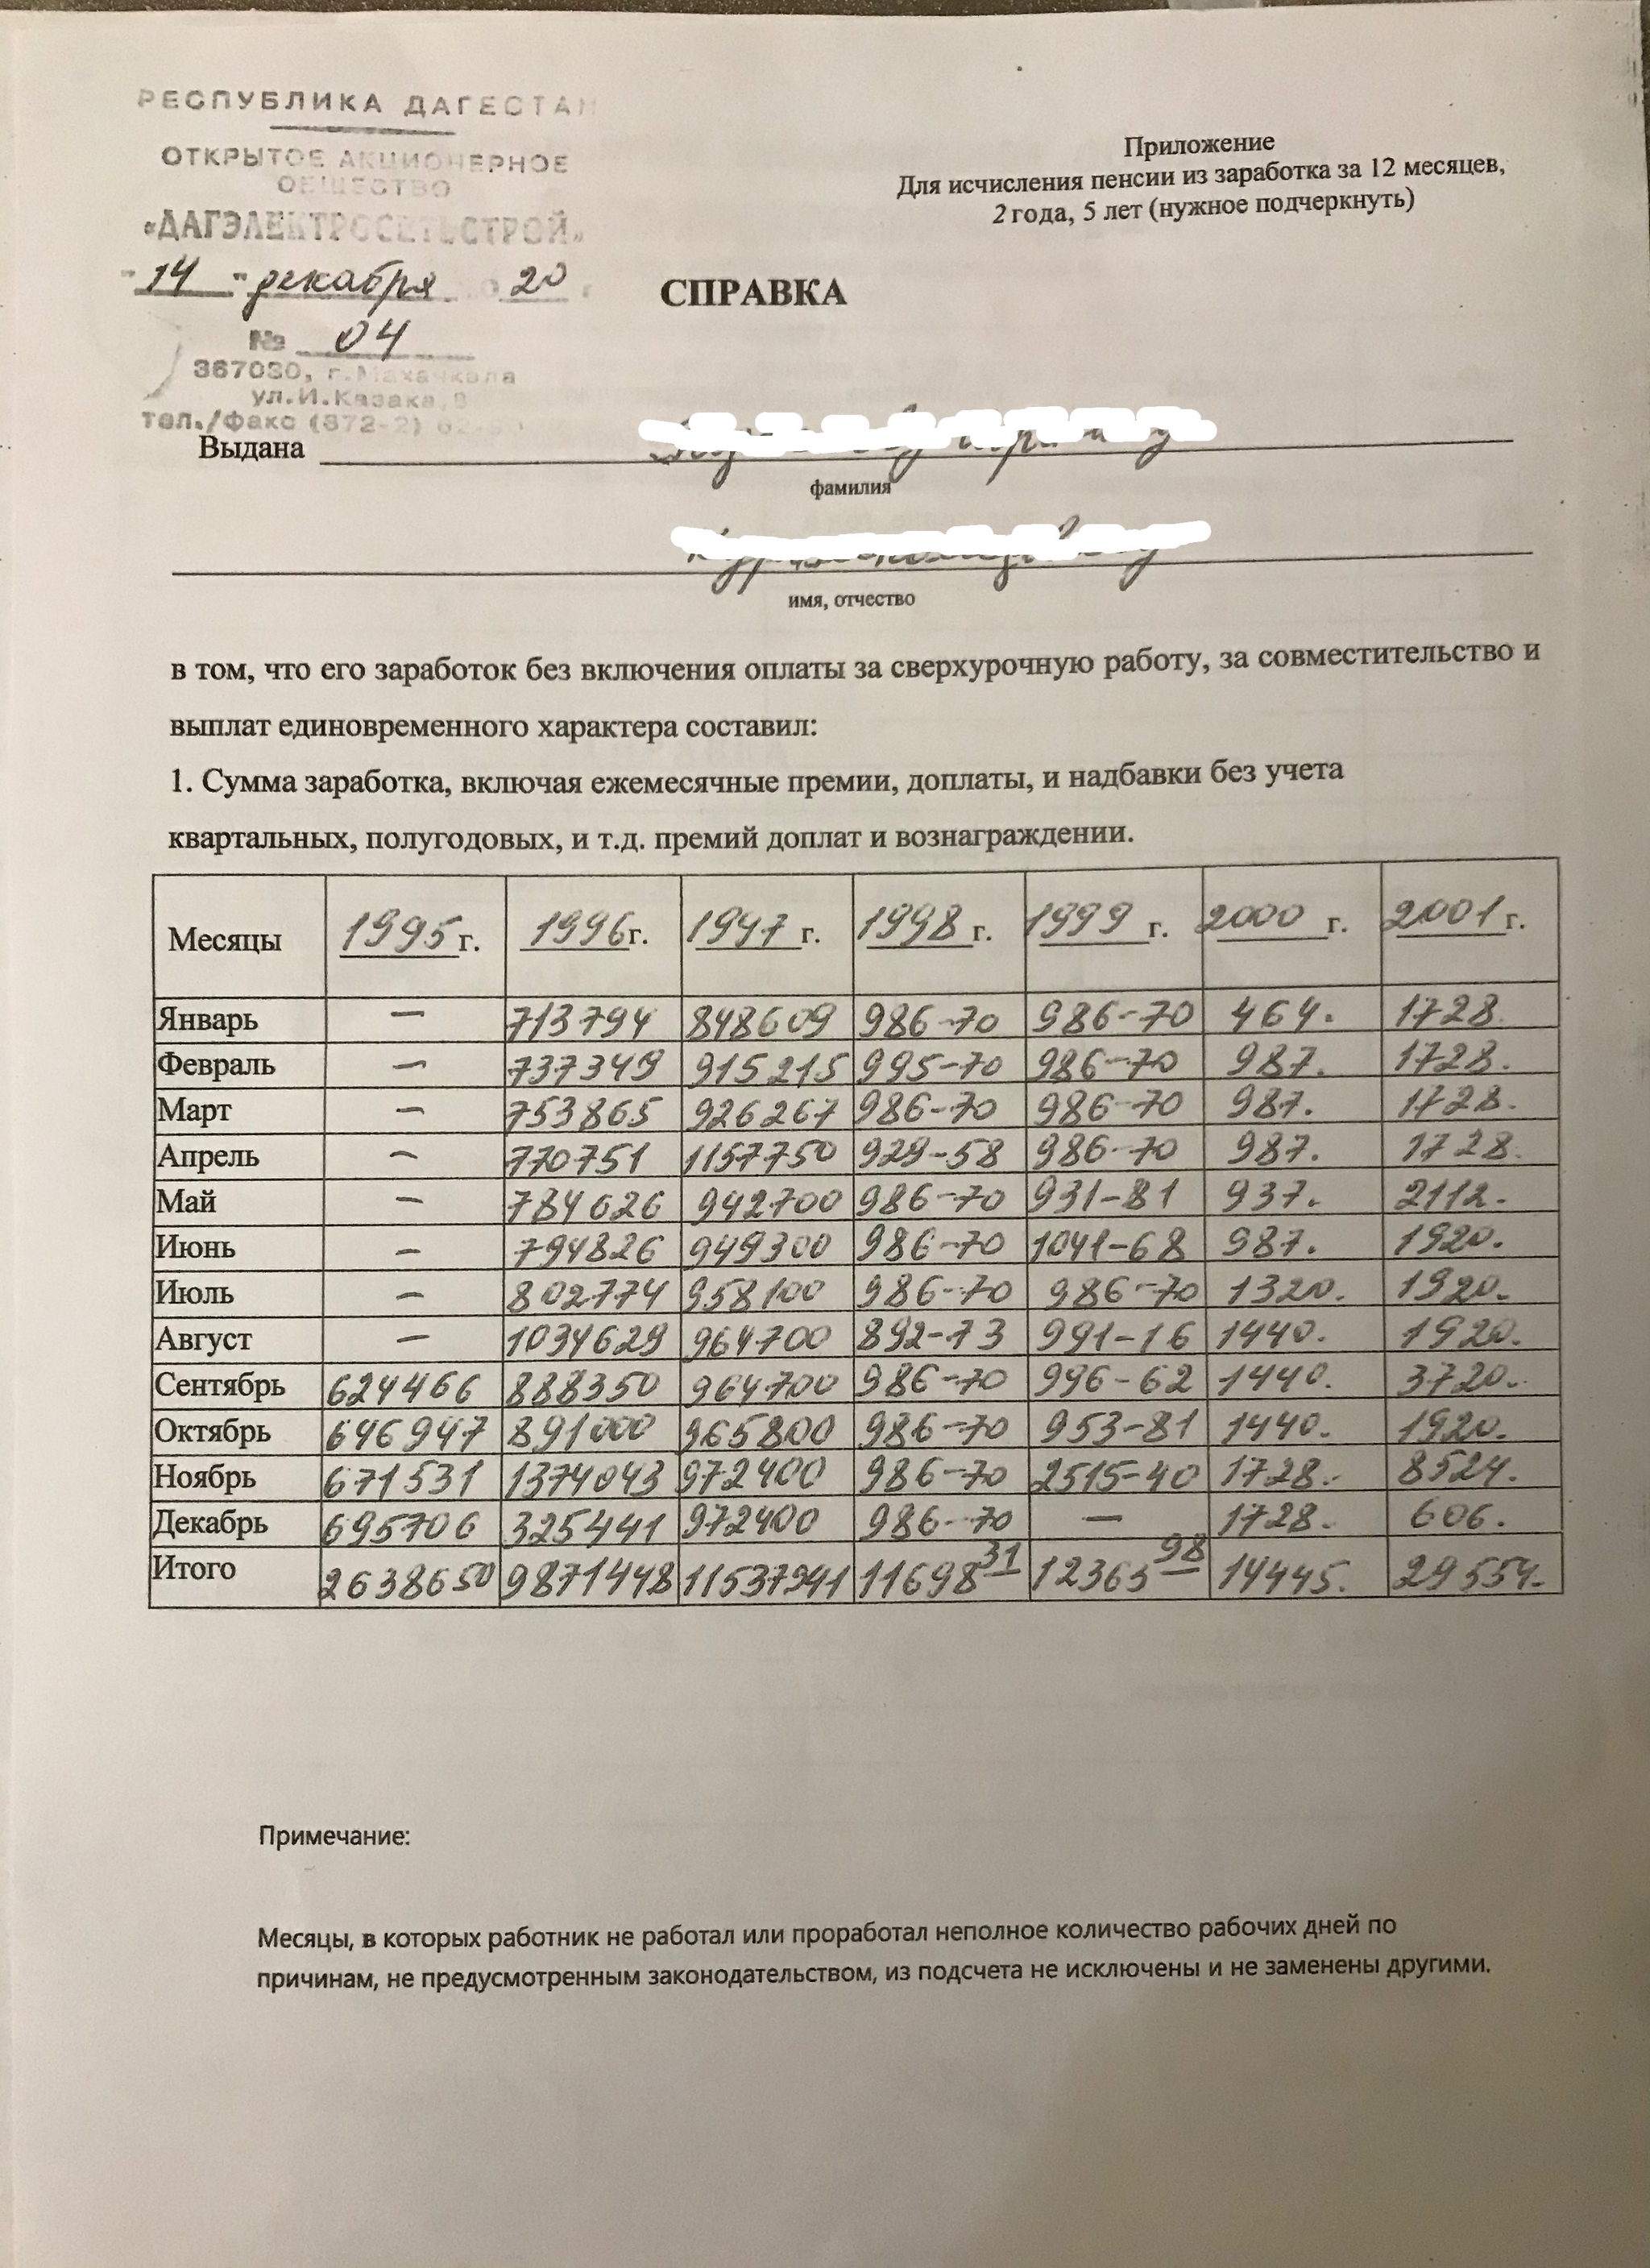 РЕСПУБЛИКА ДАГЕСТАН
ОТКРЫТОЕ АКЦИОНЕРНОЕ
ОБЩЕСТВО
«ДАГЭЛЕКТРОСЕТЬСТРОЙ»
"14" декабря 20
№ 04
367030, г.Махачкала
ул.И.Казака,
тел./факс (872-2) 62-
Приложение
Для исчисления пенсии из заработка за 12 месяцев,
2 года, 5 лет (нужное подчеркнуть)
СПРАВКА
Выдана
фамилия
имя, отчество
в том, что его заработок без включения оплаты за сверхурочную работу, за совместительство и
выплат единовременного характера составил:
1. Сумма заработка, включая ежемесячные премии, доплаты, и надбавки без учета
квартальных, полугодовых, и т.д. премий доплат и вознаграждении.
Месяцы 1995 г. 1996 г. 1997 г. 1998 г. 1999 г. 2000 г. 2001 г.
Январь — 713794 848609 986-70 986-70 464. 1728.
Февраль — 737349 915215 995-70 986-70 987. 1728.
Март — 753865 926267 986-70 986-70 987. 1728.
Апрель — 770751 1157750 929-58 986-70 987. 1728.
Май — 784626 942700 986-70 931-81 937. 2112.
Июнь — 794826 949300 986-70 1041-68 987. 1920.
Июль — 802774 958100 986-70 986-70 1320. 1920.
Август — 1034629 964700 892-73 991-16 1440. 1920.
Сентябрь 624466 888350 964700 986-70 996-62 1440. 3720.
Октябрь 646947 891000 965800 986-70 953-81 1440. 1920.
Ноябрь 671531 1374043 972400 986-70 2515-40 1728. 8524.
Декабрь 695706 325441 972400 986-70 — 1728. 606.
Итого 2638650 9871448 11537941 11698 31 12363 98 14445. 29554.
Примечание:
Месяцы, в которых работник не работал или проработал неполное количество рабочих дней по
причинам, не предусмотренным законодательством, из подсчета не исключены и не заменены другими.